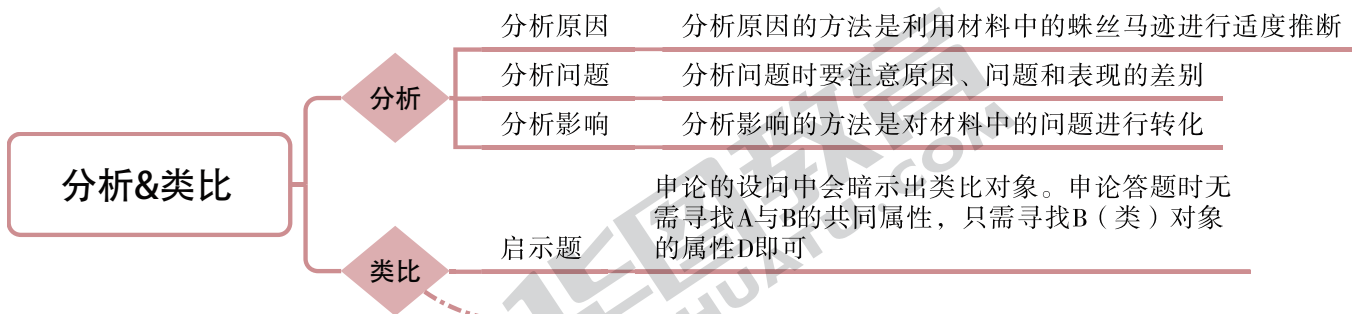 分析原因 分析原因的方法是利用材料中的蛛丝马迹进行适度推断
分析
分析问题 分析问题时要注意原因、问题和表现的差别
分析影响 分析影响的方法是对材料中的问题进行转化
分析&类比
申论的设问中会暗示出类比对象。申论答题时无
需寻找A与B的共同属性，只需寻找B（类）对象
的属性D即可
启示题
类比
华图教育
HUATU.COM